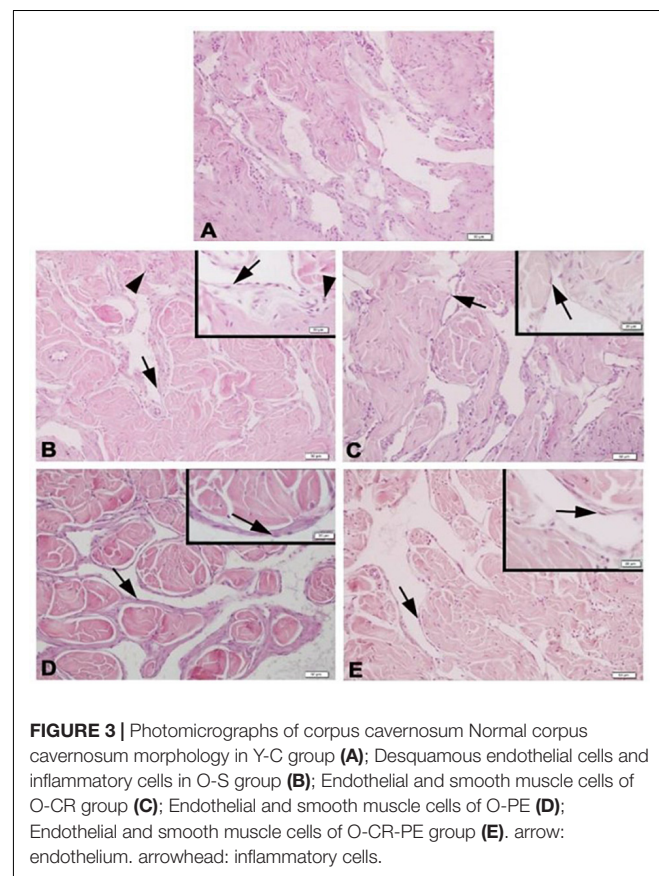 A
B
C
D
E
FIGURE 3 | Photomicrographs of corpus cavernosum Normal corpus
cavernosum morphology in Y-C group (A); Desquamous endothelial cells and
inflammatory cells in O-S group (B); Endothelial and smooth muscle cells of
O-CR group (C); Endothelial and smooth muscle cells of O-PE (D);
Endothelial and smooth muscle cells of O-CR-PE group (E). arrow:
endothelium. arrowhead: inflammatory cells.